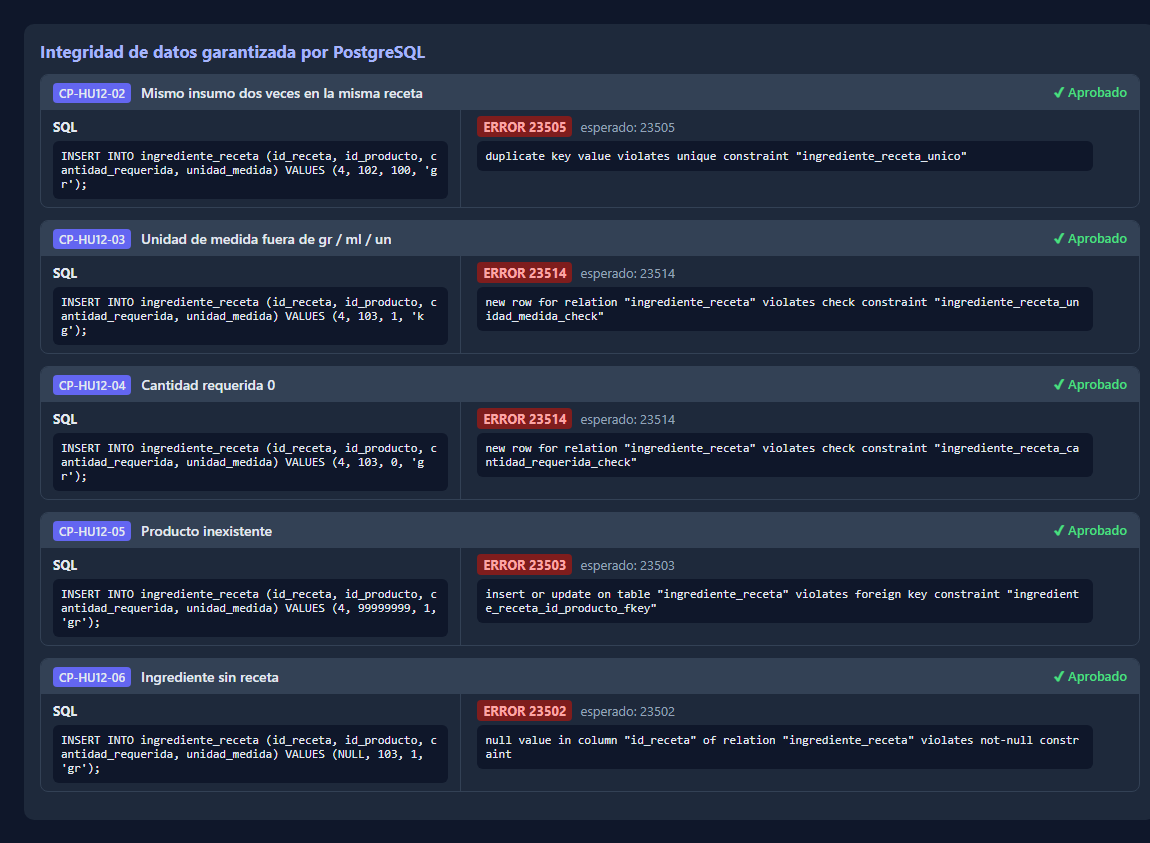 Integridad de datos garantizada por PostgreSQL
CP-HU12-02 Mismo insumo dos veces en la misma receta ✓ Aprobado
SQL
INSERT INTO ingrediente_receta (id_receta, id_producto, c
antidad_requerida, unidad_medida) VALUES (4, 102, 100, 'g
r');
ERROR 23505 esperado: 23505
duplicate key value violates unique constraint "ingrediente_receta_unico"
CP-HU12-03 Unidad de medida fuera de gr / ml / un ✓ Aprobado
SQL
INSERT INTO ingrediente_receta (id_receta, id_producto, c
antidad_requerida, unidad_medida) VALUES (4, 103, 1, 'k
g');
ERROR 23514 esperado: 23514
new row for relation "ingrediente_receta" violates check constraint "ingrediente_receta_un
idad_medida_check"
CP-HU12-04 Cantidad requerida 0 ✓ Aprobado
SQL
INSERT INTO ingrediente_receta (id_receta, id_producto, c
antidad_requerida, unidad_medida) VALUES (4, 103, 0, 'g
r');
ERROR 23514 esperado: 23514
new row for relation "ingrediente_receta" violates check constraint "ingrediente_receta_ca
ntidad_requerida_check"
CP-HU12-05 Producto inexistente ✓ Aprobado
SQL
INSERT INTO ingrediente_receta (id_receta, id_producto, c
antidad_requerida, unidad_medida) VALUES (4, 99999999, 1,
'gr');
ERROR 23503 esperado: 23503
insert or update on table "ingrediente_receta" violates foreign key constraint "ingredient
e_receta_id_producto_fkey"
CP-HU12-06 Ingrediente sin receta ✓ Aprobado
SQL
INSERT INTO ingrediente_receta (id_receta, id_producto, c
antidad_requerida, unidad_medida) VALUES (NULL, 103, 1,
'gr');
ERROR 23502 esperado: 23502
null value in column "id_receta" of relation "ingrediente_receta" violates not-null constr
aint